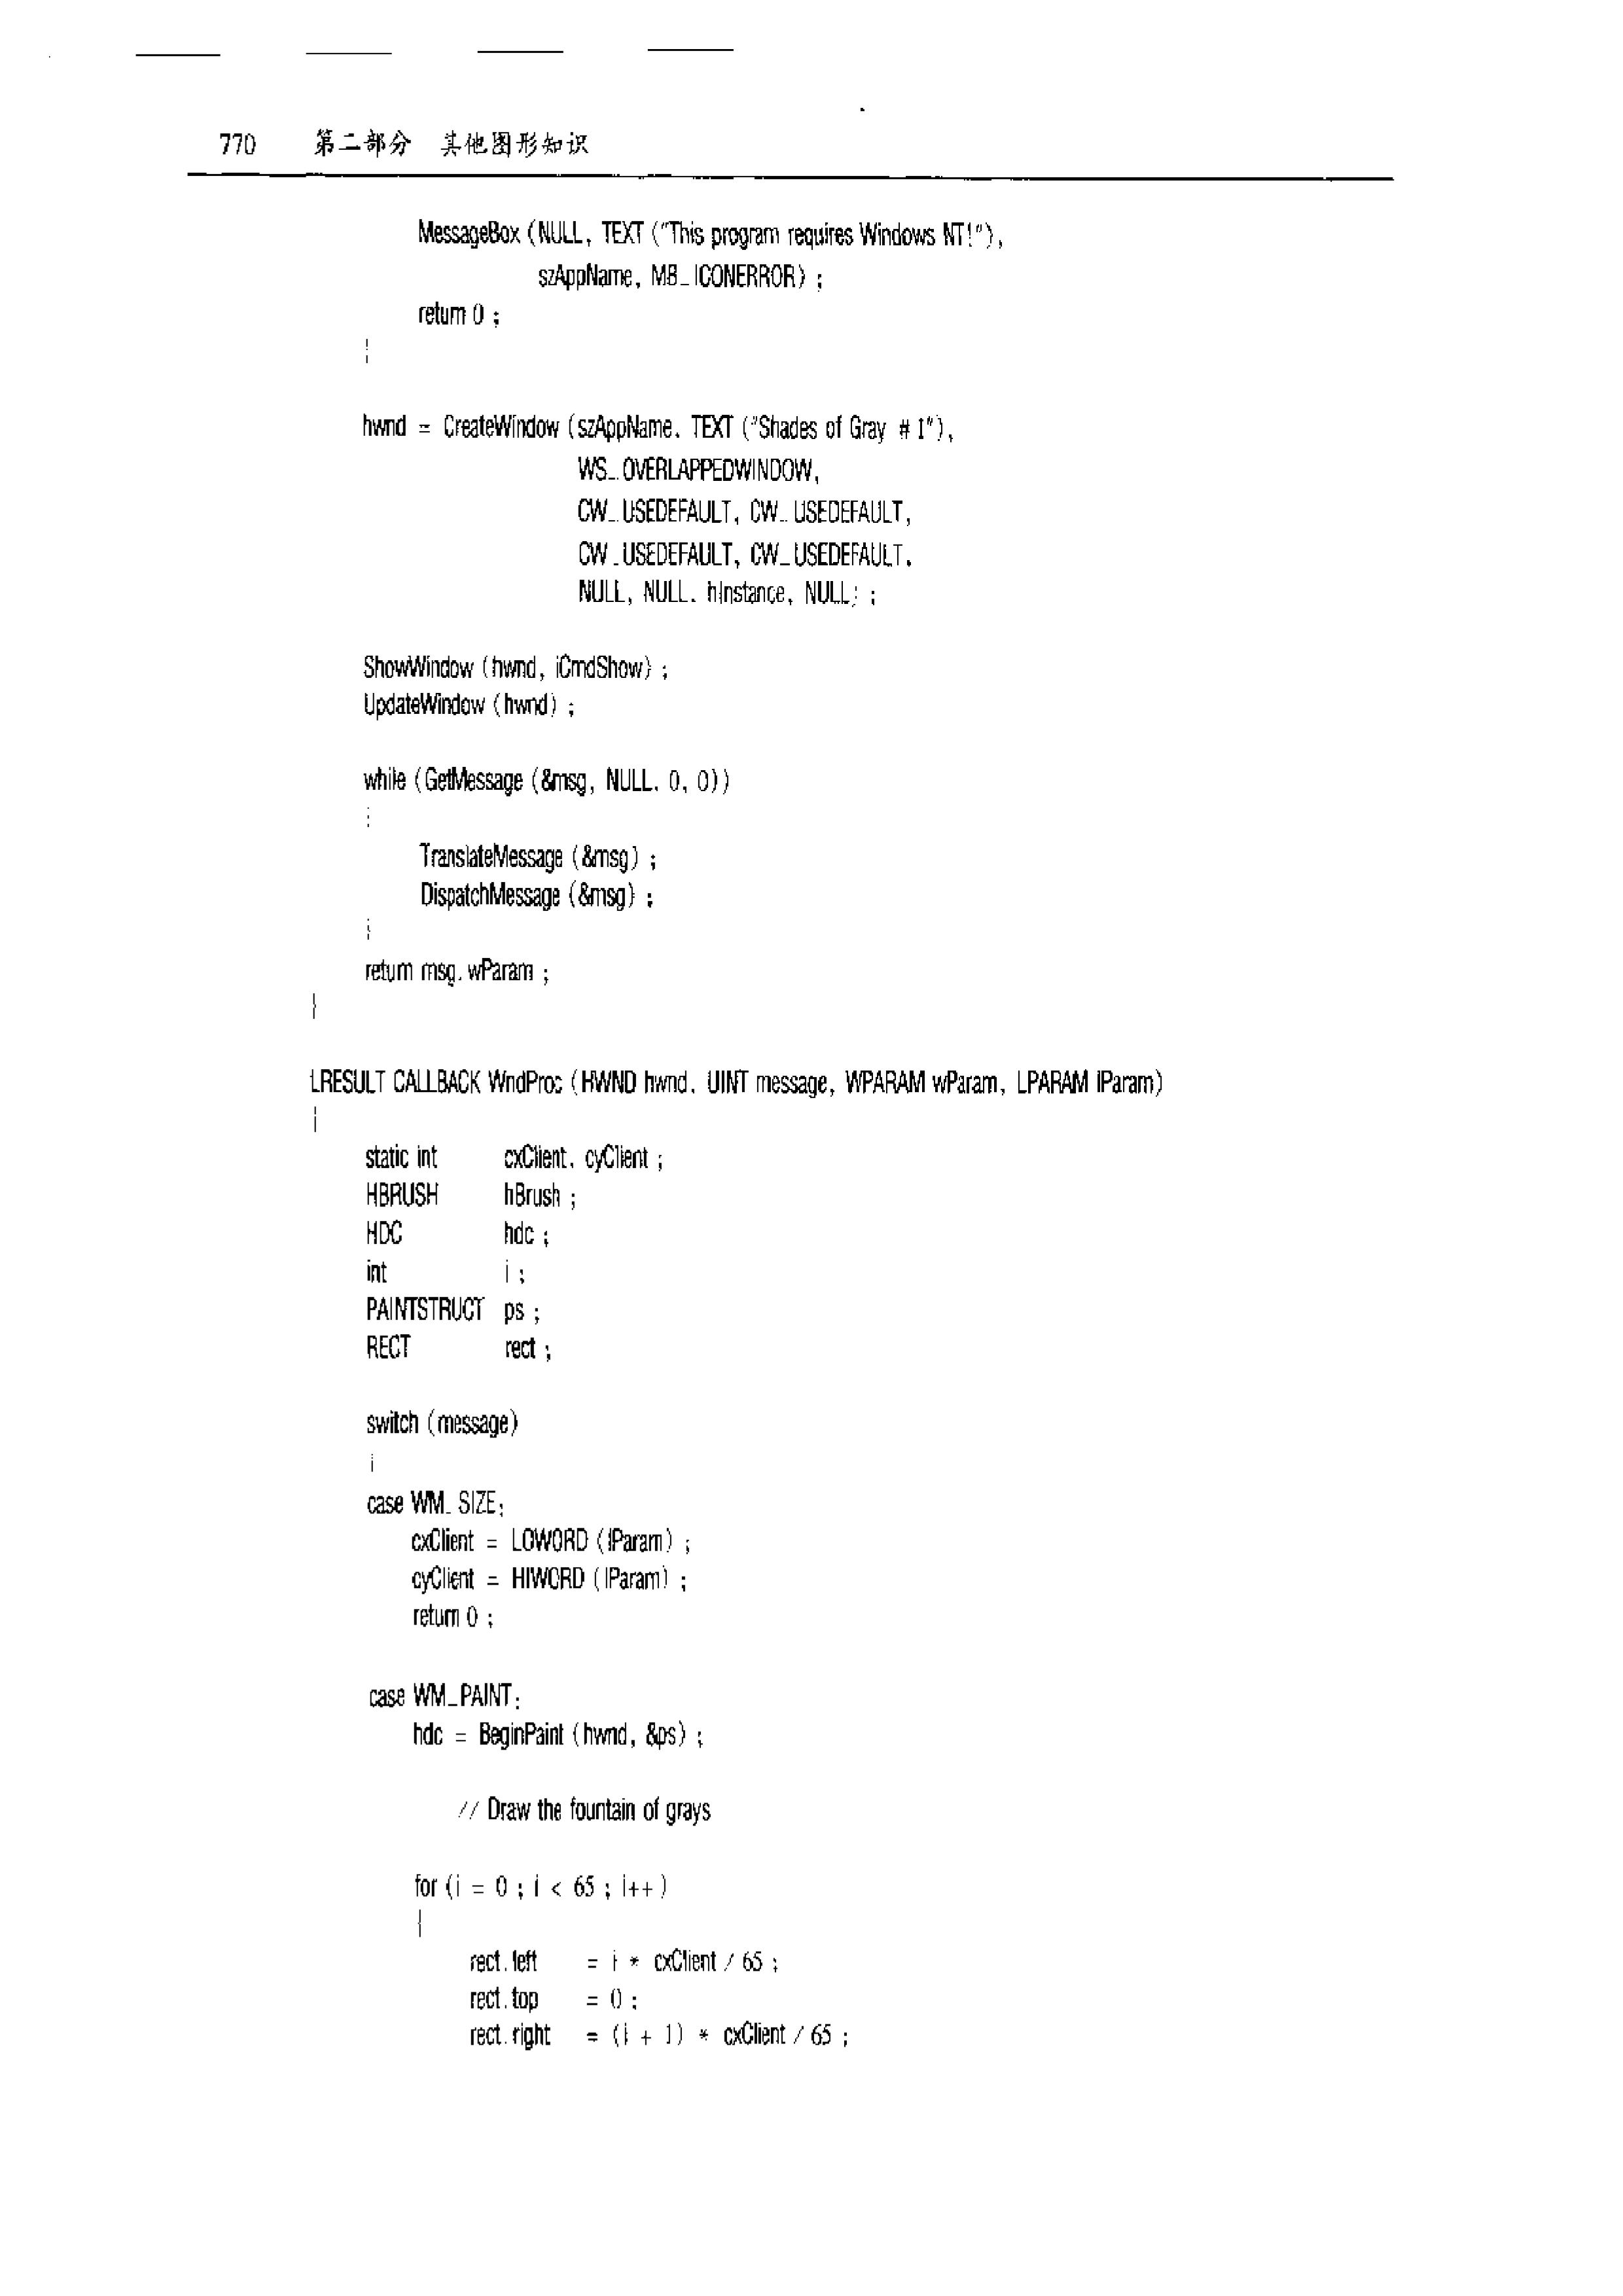 770 第二部分 其他图形知识
MessageBox (NULL, TEXT ("This program requires Windows NT!"),
szAppName, MB_ICONERROR) ;
return 0 ;
}
hwnd = CreateWindow (szAppName, TEXT ("Shades of Gray # 1"),
WS_OVERLAPPEDWINDOW,
CW_USEDEFAULT, CW_USEDEFAULT,
CW_USEDEFAULT, CW_USEDEFAULT,
NULL, NULL, hInstance, NULL) ;
ShowWindow (hwnd, iCmdShow) ;
UpdateWindow (hwnd) ;
while (GetMessage (&msg, NULL, 0, 0))
{
TranslateMessage (&msg) ;
DispatchMessage (&msg) ;
}
return msg.wParam ;
}
LRESULT CALLBACK WndProc (HWND hwnd, UINT message, WPARAM wParam, LPARAM lParam)
{
static int cxClient, cyClient ;
HBRUSH hBrush ;
HDC hdc ;
int i ;
PAINTSTRUCT ps ;
RECT rect ;
switch (message)
{
case WM_SIZE:
cxClient = LOWORD (lParam) ;
cyClient = HIWORD (lParam) ;
return 0 ;
case WM_PAINT:
hdc = BeginPaint (hwnd, &ps) ;
// Draw the fountain of grays
for (i = 0 ; i < 65 ; i++)
{
rect.left = i * cxClient / 65 ;
rect.top = 0 ;
rect.right = (i + 1) * cxClient / 65 ;